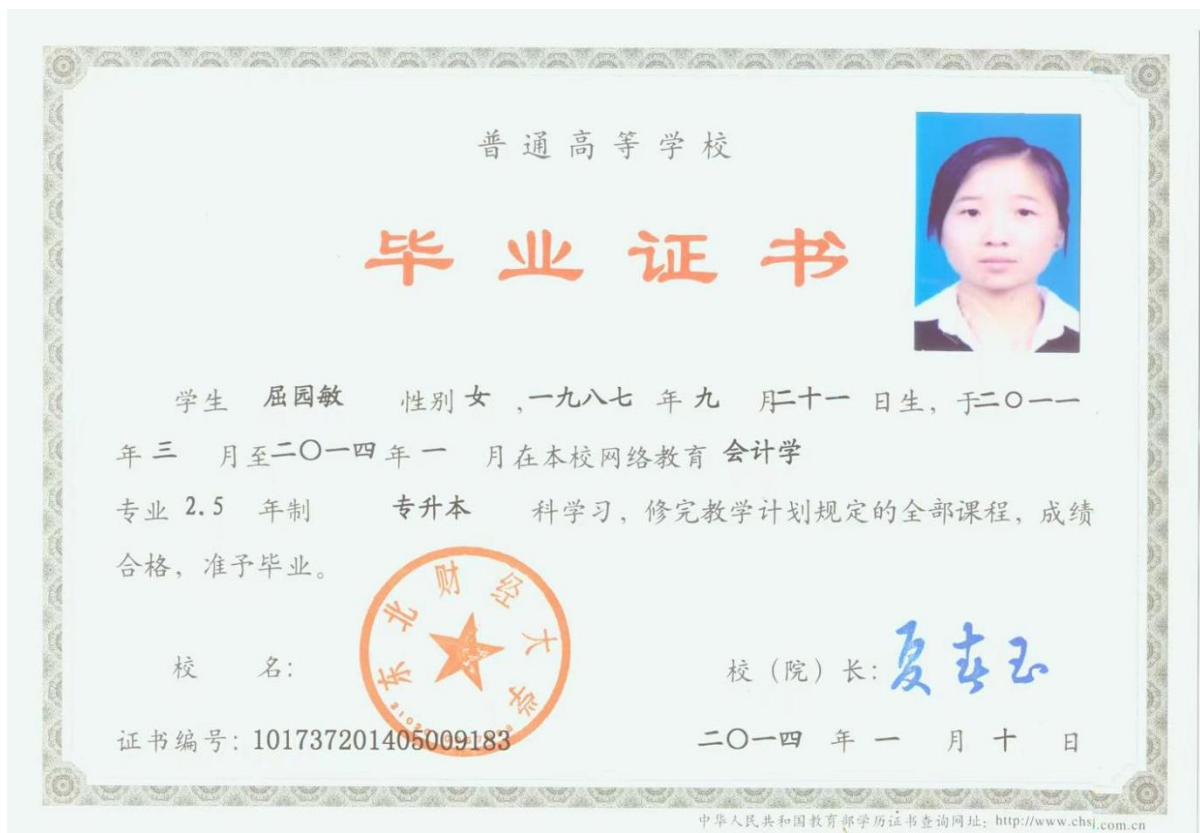 普通高等学校
毕业证书
学生 屈园敏 性别 女 ,一九八七 年 九 月二十一 日生, 于二〇一一
年 三 月至二〇一四 年 一 月在本校网络教育 会计学
专业 2.5 年制 专升本 科学习, 修完教学计划规定的全部课程, 成绩
合格, 准予毕业。
东北财经大学
校 名: 校 (院) 长: 夏春玉
证书编号: 101737201405009183 二〇一四 年 一 月 十 日
中华人民共和国教育部学历证书查询网址: http://www.chsi.com.cn